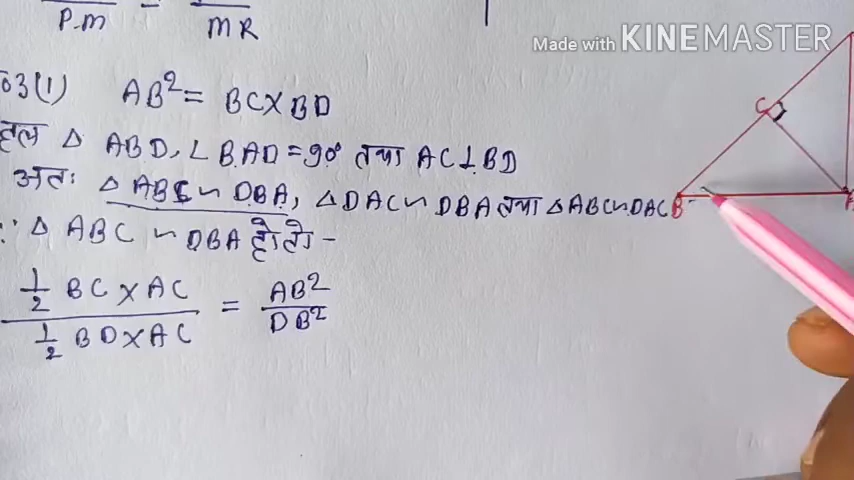 P.M
MR
Made with KINEMASTER
03(1) AB²= BC×BD
हल △ ABD, ∠BAD=90° तथा AC⊥BD
अतः △ ABC ∽ DBA, △DAC ∽ DBA तथा △ABC ∽ DAC
∵ △ ABC ∽ DBA है तो –
½ BC × AC / ½ BD × AC = AB² / DB²
C
B